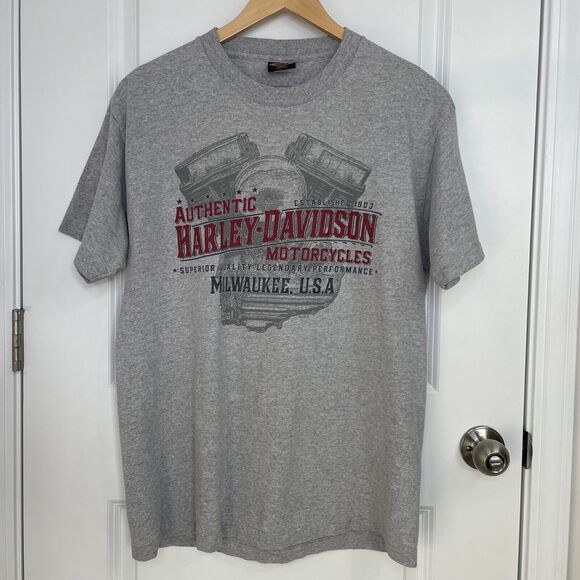 AUTHENTIC
ESTABLISHED 1903
HARLEY-DAVIDSON
MOTORCYCLES
★ SUPERIOR QUALITY-LEGENDARY PERFORMANCE ★
MILWAUKEE, U.S.A